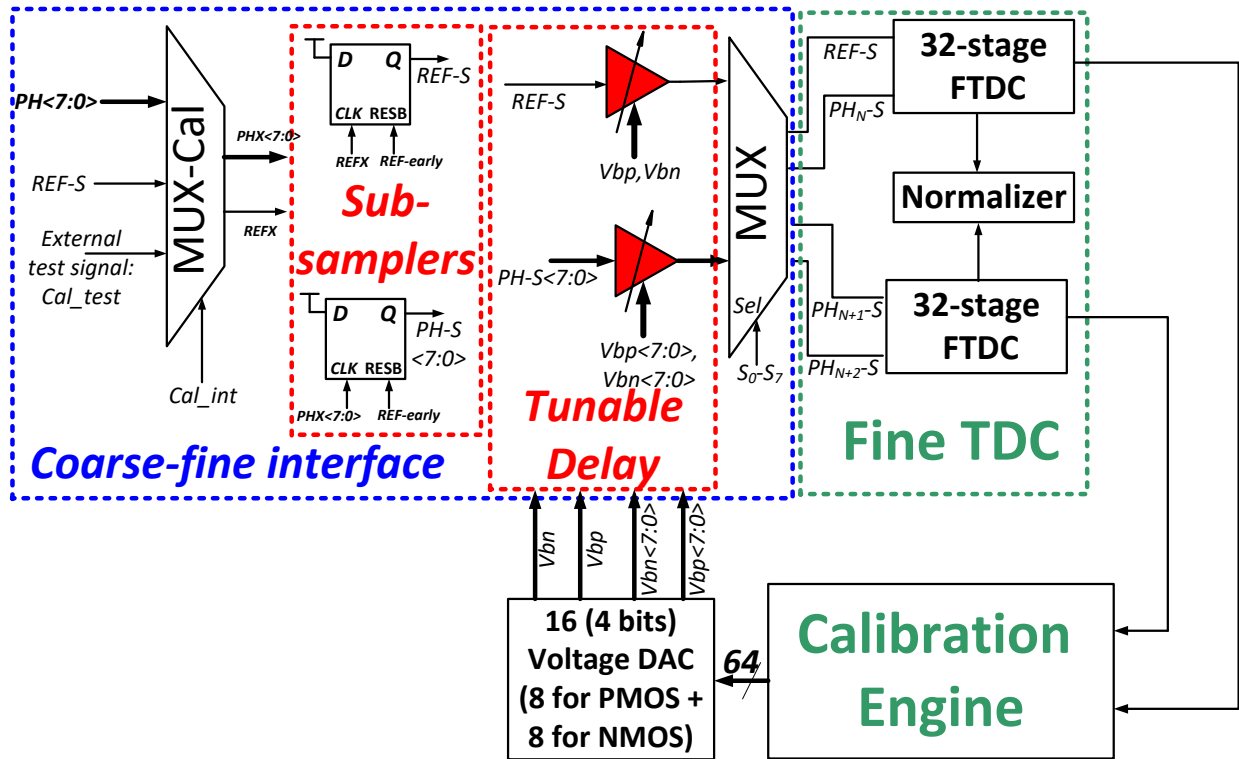 PH<7:0>
REF-S
External
test signal:
Cal_test
MUX-Cal
Cal_int
PHX<7:0>
REFX
D Q
CLK RESB
REF-S
REFX REF-early
Sub-
samplers
D Q
CLK RESB
PH-S
<7:0>
PHX<7:0> REF-early
Coarse-fine interface
REF-S
Vbp,Vbn
PH-S<7:0>
Vbp<7:0>,
Vbn<7:0>
Tunable
Delay
MUX
Sel
S0-S7
REF-S
PHN-S
PHN+1-S
PHN+2-S
32-stage
FTDC
Normalizer
32-stage
FTDC
Fine TDC
Vbn
Vbp
Vbn<7:0>
Vbp<7:0>
16 (4 bits)
Voltage DAC
(8 for PMOS +
8 for NMOS)
64
Calibration
Engine